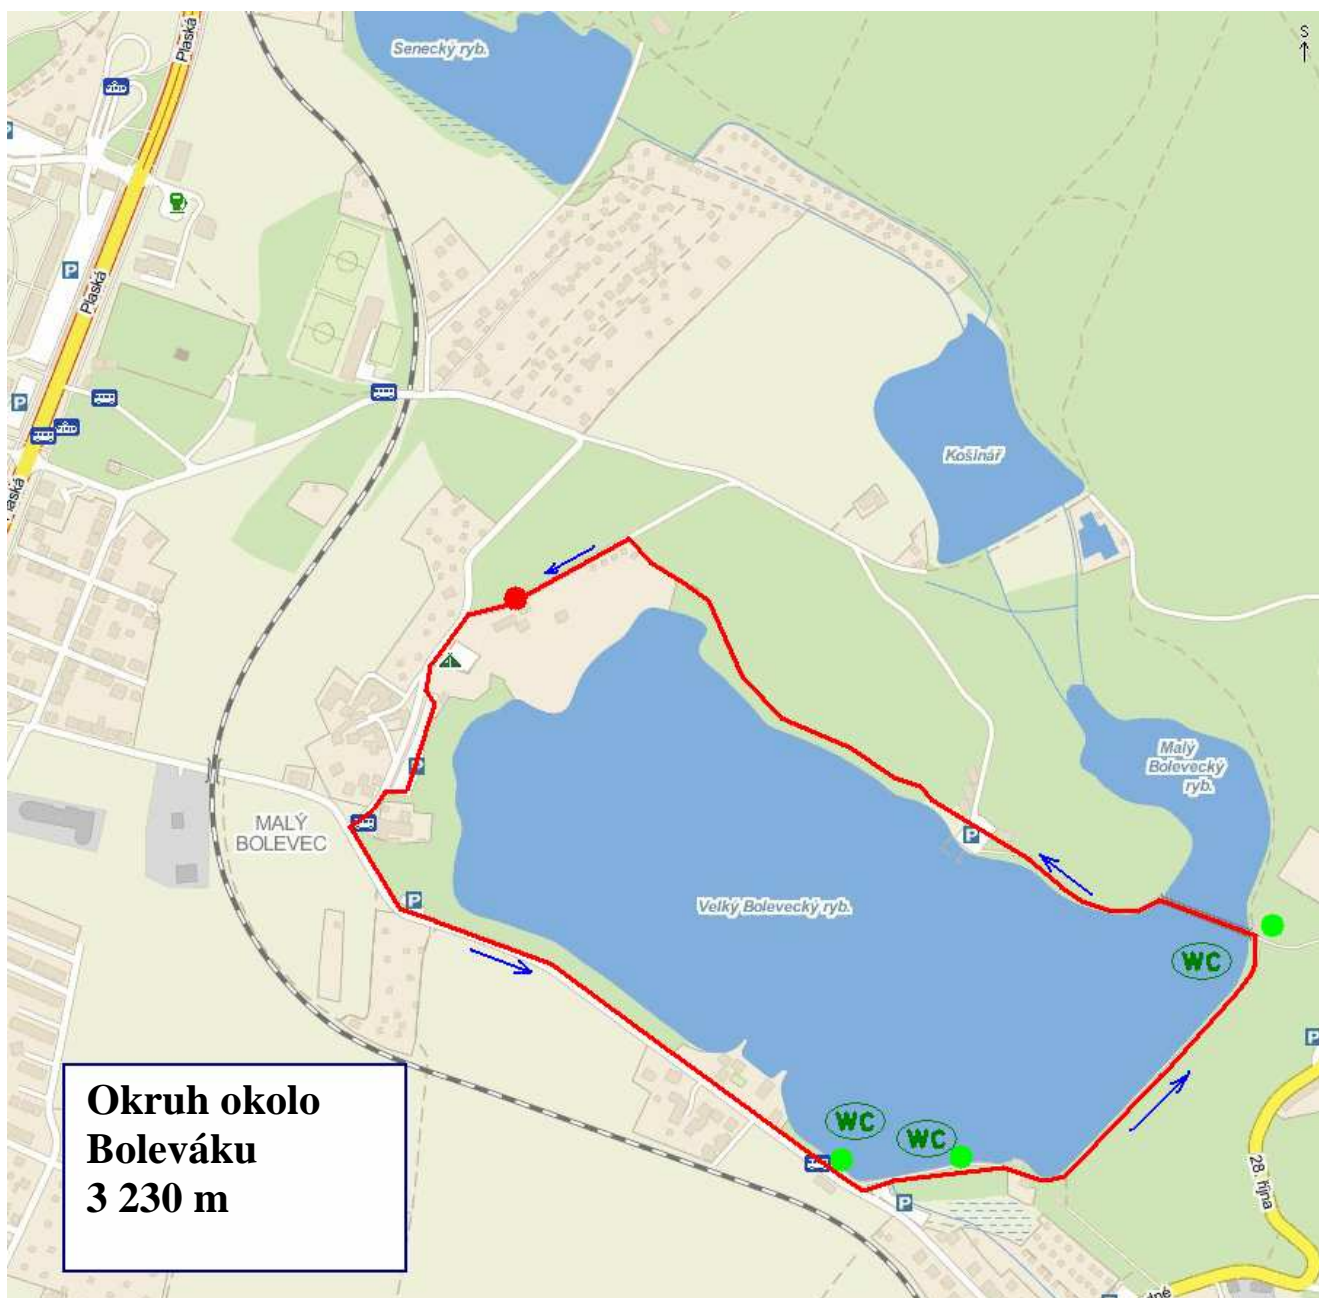 Senecký ryb.
S
Plaská
Plaská
P
P
P
Košinář
Malý
Bolevecký
ryb.
P
MALÝ
BOLEVEC
P
P
Velký Bolevecký ryb.
WC
P
Okruh okolo
Boleváku
3 230 m
WC
WC
P
28. října